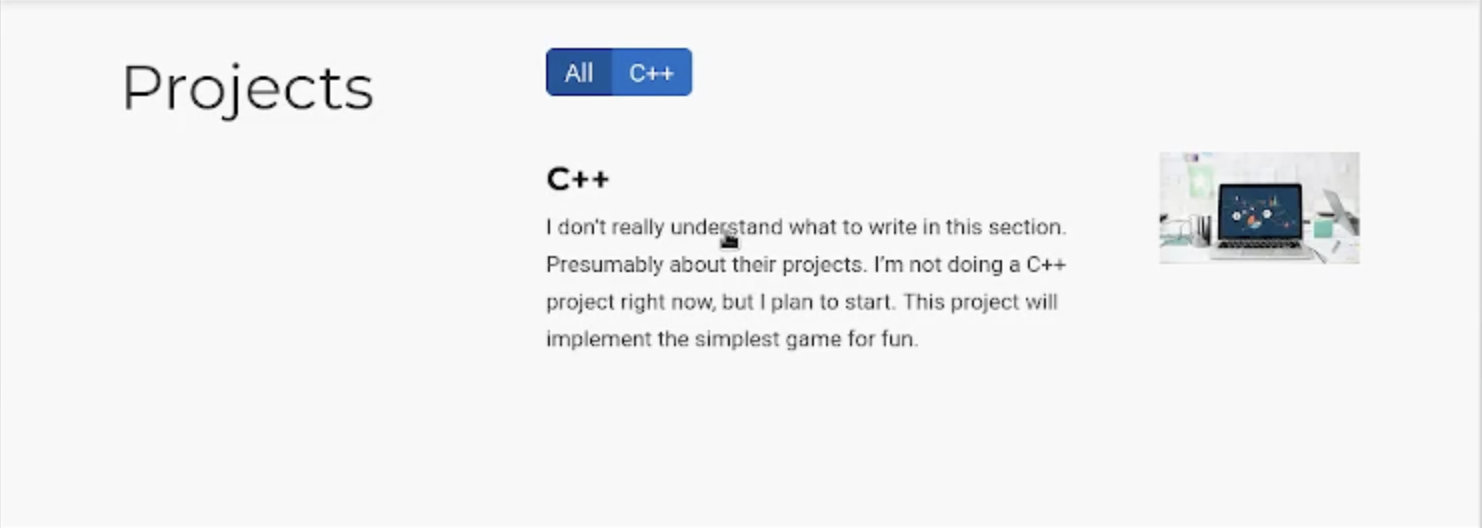 Projects
All C++
C++
I don't really understand what to write in this section.
Presumably about their projects. I'm not doing a C++
project right now, but I plan to start. This project will
implement the simplest game for fun.